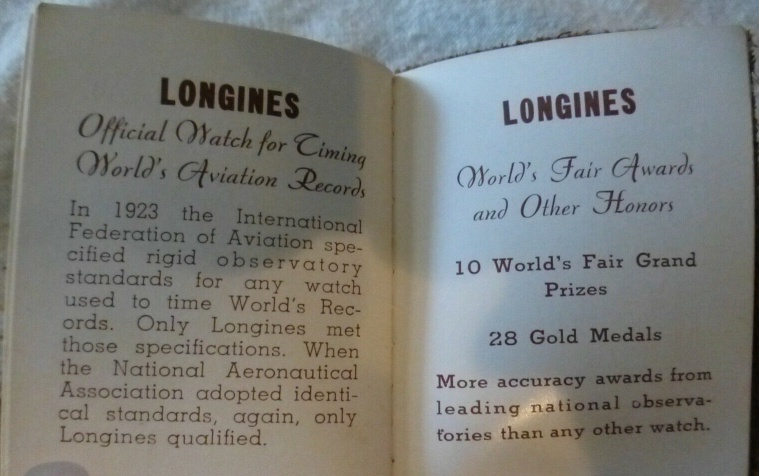 LONGINES
Official Watch for Timing
World's Aviation Records
In 1923 the International
Federation of Aviation spe-
cified rigid observatory
standards for any watch
used to time World's Rec-
ords. Only Longines met
those specifications. When
the National Aeronautical
Association adopted identi-
cal standards, again, only
Longines qualified.
LONGINES
World's Fair Awards
and Other Honors
10 World's Fair Grand
Prizes
28 Gold Medals
More accuracy awards from
leading national observa-
tories than any other watch.